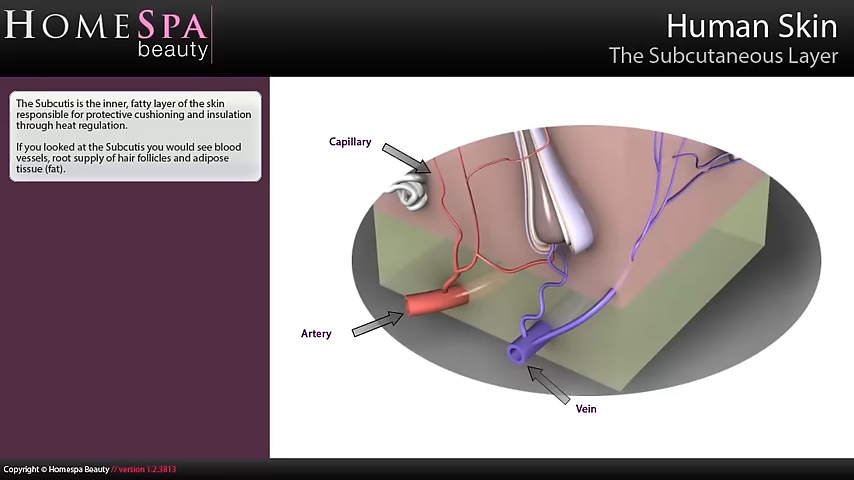 HOMESPA
beauty
Human Skin
The Subcutaneous Layer
The Subcutis is the inner, fatty layer of the skin
responsible for protective cushioning and insulation
through heat regulation.
If you looked at the Subcutis you would see blood
vessels, root supply of hair follicles and adipose
tissue (fat).
Capillary
Artery
Vein
Copyright © Homespa Beauty // version 1.2.3813